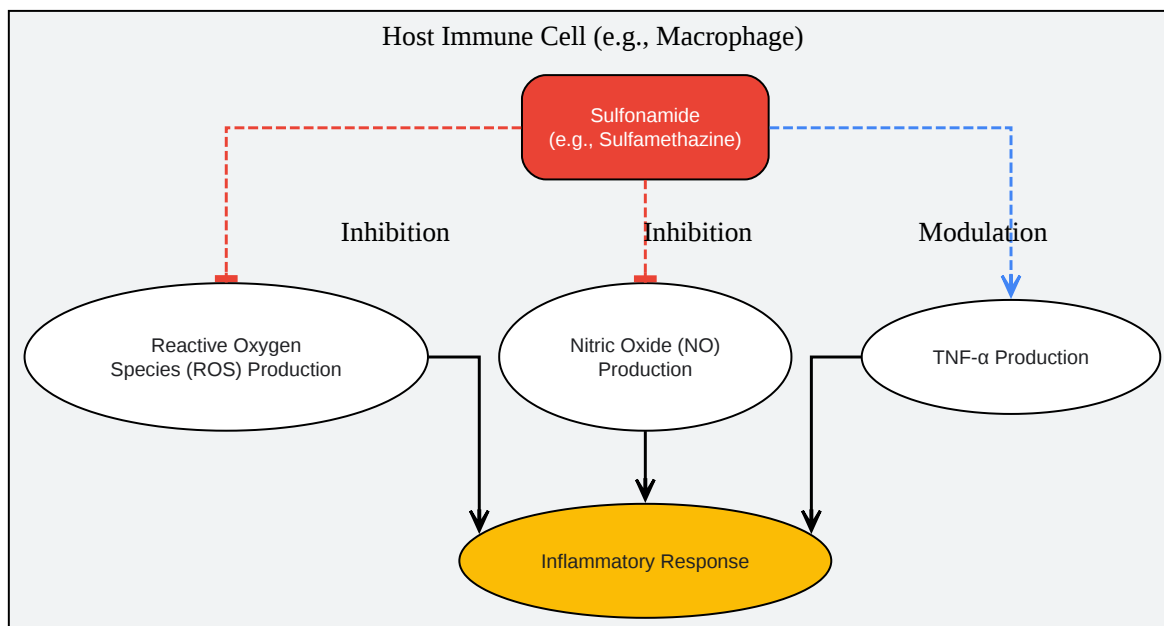 Host Immune Cell (e.g., Macrophage)
Sulfonamide
(e.g., Sulfamethazine)
Inhibition
Inhibition
Modulation
Reactive Oxygen
Species (ROS) Production
Nitric Oxide (NO)
Production
TNF-α Production
Inflammatory Response